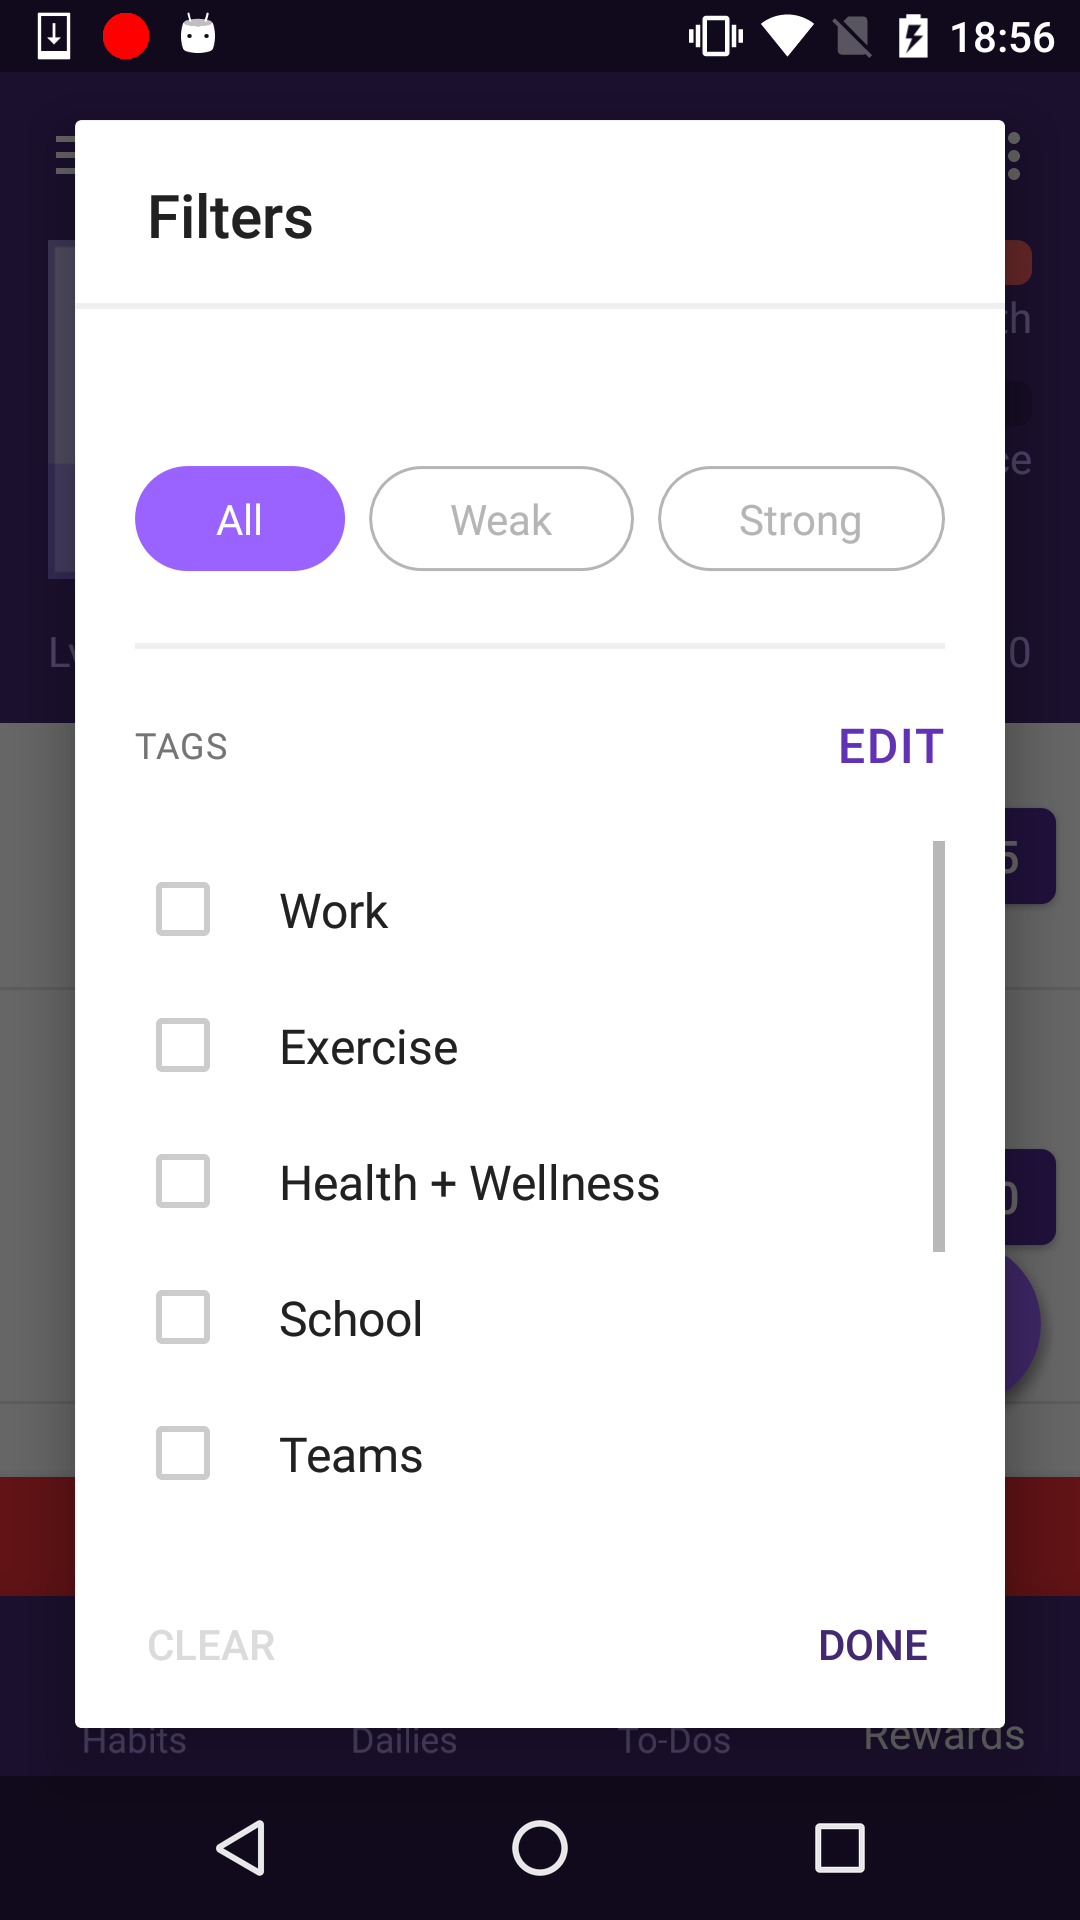 18:56
Filters
All Weak Strong
TAGS EDIT
Work
Exercise
Health + Wellness
School
Teams
CLEAR DONE
Habits Dailies To-Dos Rewards